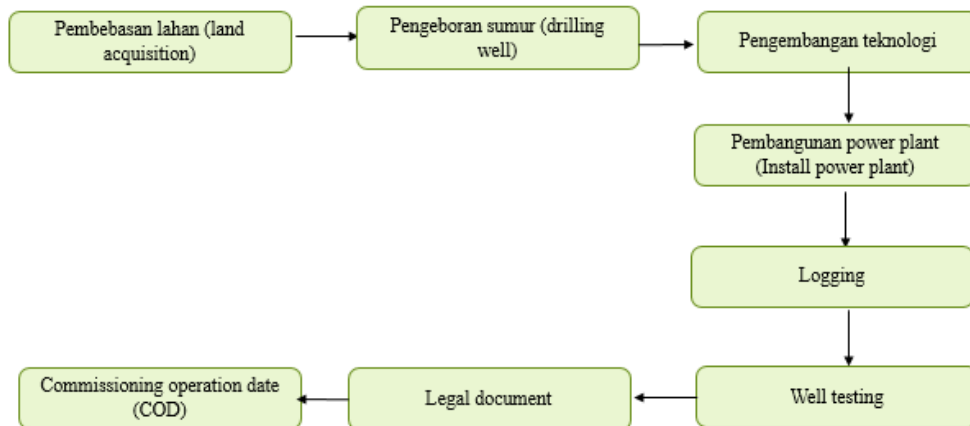 Pembebasan lahan (land
acquisition)
Pengeboran sumur (drilling
well)
Pengembangan teknologi
Pembangunan power plant
(Install power plant)
Logging
Well testing
Legal document
Commissioning operation date
(COD)